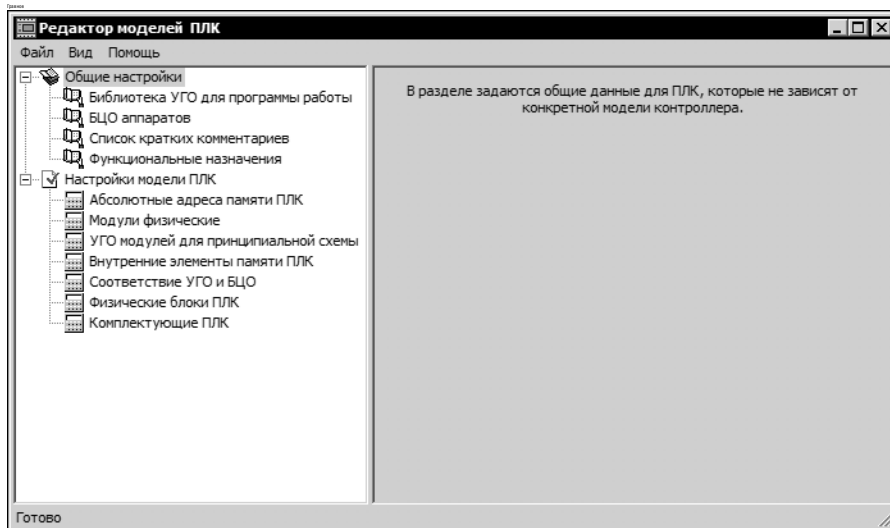 Главное
Редактор моделей ПЛК
Файл Вид Помощь
Общие настройки
Библиотека УГО для программы работы
БЦО аппаратов
Список кратких комментариев
Функциональные назначения
Настройки модели ПЛК
Абсолютные адреса памяти ПЛК
Модули физические
УГО модулей для принципиальной схемы
Внутренние элементы памяти ПЛК
Соответствие УГО и БЦО
Физические блоки ПЛК
Комплектующие ПЛК
В разделе задаются общие данные для ПЛК, которые не зависят от
конкретной модели контроллера.
Готово